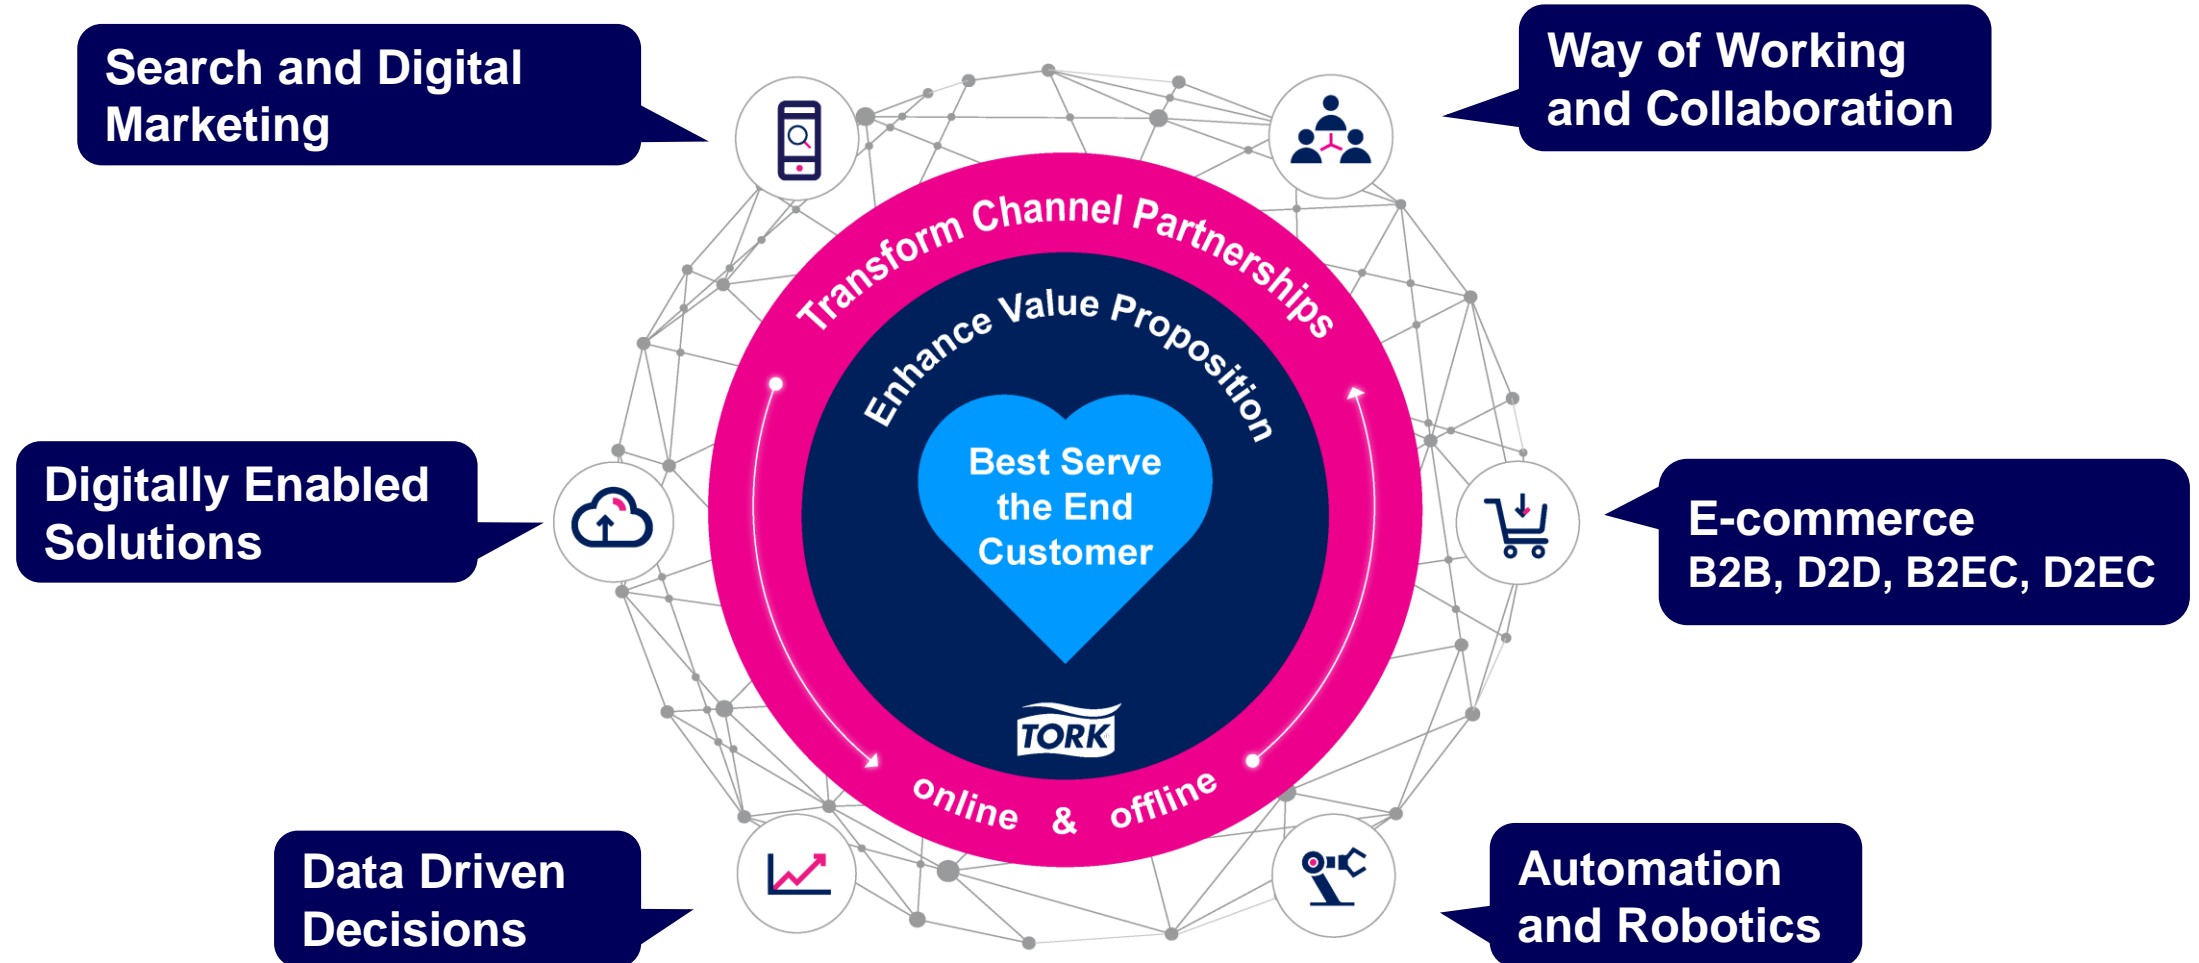 Search and Digital
Marketing
Way of Working
and Collaboration
Transform Channel Partnerships
Enhance Value Proposition
Best Serve
the End
Customer
Digitally Enabled
Solutions
E-commerce
B2B, D2D, B2EC, D2EC
TORK
online & offline
Data Driven
Decisions
Automation
and Robotics